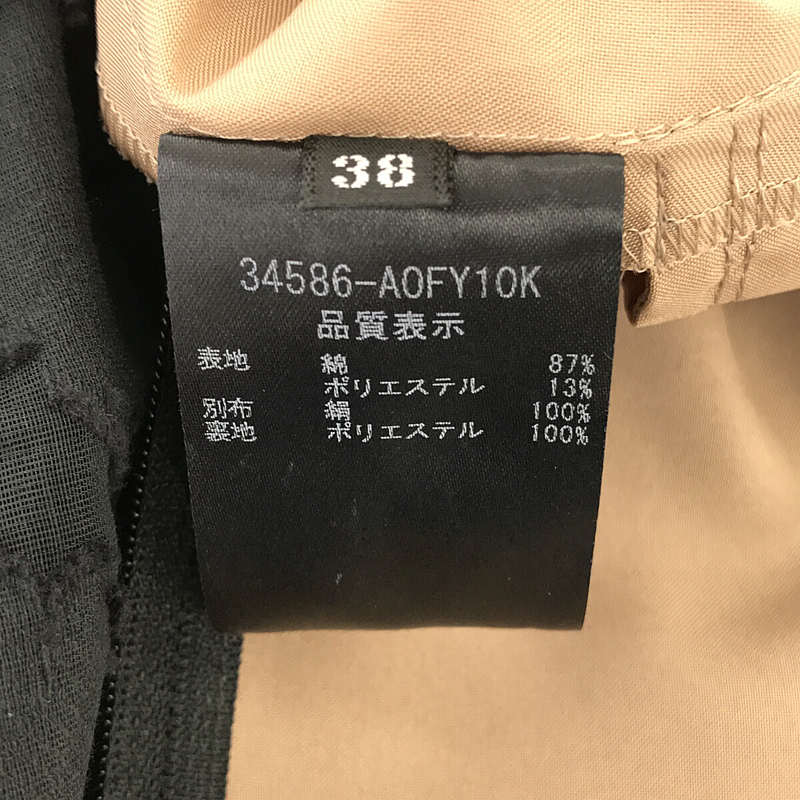 38
34586-A0FY10K
品質表示
表地 綿 87%
ポリエステル 13%
別布 絹 100%
裏地 ポリエステル 100%